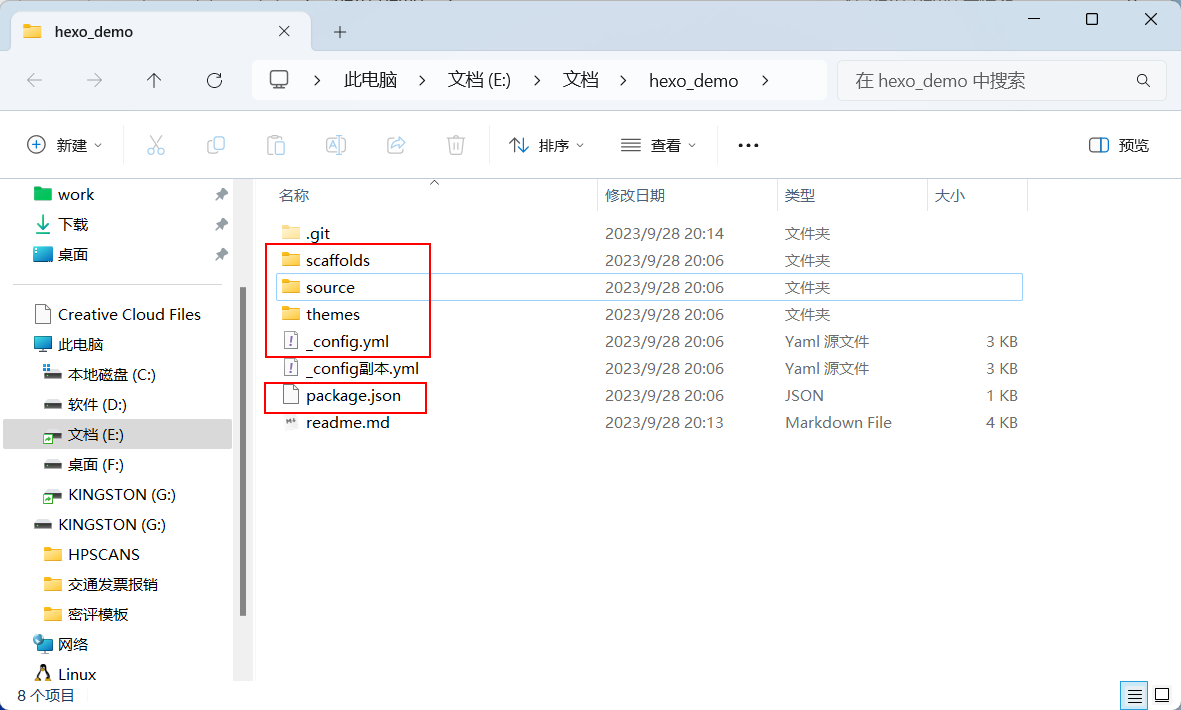 hexo_demo
此电脑 文档 (E:) 文档 hexo_demo 在 hexo_demo 中搜索
新建 排序 查看 预览
work
下载
桌面
Creative Cloud Files
此电脑
本地磁盘 (C:)
软件 (D:)
文档 (E:)
桌面 (F:)
KINGSTON (G:)
KINGSTON (G:)
HPSCANS
交通发票报销
密评模板
网络
Linux
名称 修改日期 类型 大小
.git 2023/9/28 20:14 文件夹
scaffolds 2023/9/28 20:06 文件夹
source 2023/9/28 20:06 文件夹
themes 2023/9/28 20:06 文件夹
_config.yml 2023/9/28 20:06 Yaml 源文件 3 KB
_config副本.yml 2023/9/28 20:06 Yaml 源文件 3 KB
package.json 2023/9/28 20:06 JSON 1 KB
readme.md 2023/9/28 20:13 Markdown File 4 KB
8 个项目